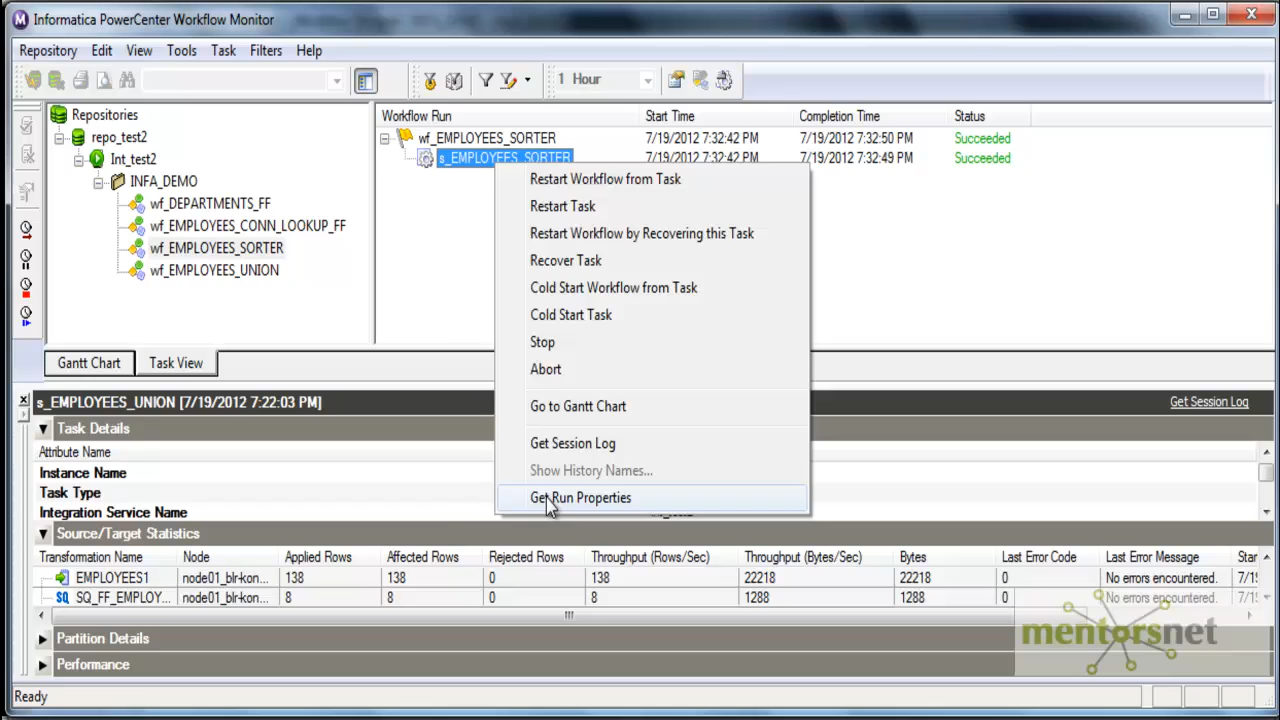 Informatica PowerCenter Workflow Monitor
Repository Edit View Tools Task Filters Help
1 Hour
Repositories
repo_test2
Int_test2
INFA_DEMO
wf_DEPARTMENTS_FF
wf_EMPLOYEES_CONN_LOOKUP_FF
wf_EMPLOYEES_SORTER
wf_EMPLOYEES_UNION
Workflow Run Start Time Completion Time Status
wf_EMPLOYEES_SORTER 7/19/2012 7:32:42 PM 7/19/2012 7:32:50 PM Succeeded
s_EMPLOYEES_SORTER 7/19/2012 7:32:42 PM 7/19/2012 7:32:49 PM Succeeded
Restart Workflow from Task
Restart Task
Restart Workflow by Recovering this Task
Recover Task
Cold Start Workflow from Task
Cold Start Task
Stop
Abort
Go to Gantt Chart
Get Session Log
Show History Names...
Get Run Properties
Gantt Chart Task View
s_EMPLOYEES_UNION [7/19/2012 7:22:03 PM] Get Session Log
Task Details
Attribute Name
Instance Name
Task Type
Integration Service Name
Source/Target Statistics
Transformation Name Node Applied Rows Affected Rows Rejected Rows Throughput (Rows/Sec) Throughput (Bytes/Sec) Bytes Last Error Code Last Error Message Star
EMPLOYEES1 node01_blr-kon... 138 138 0 138 22218 22218 0 No errors encountered. 7/19
SQ_FF_EMPLOY... node01_blr-kon... 8 8 0 8 1288 1288 0 No errors encountered. 7/19
Partition Details
Performance
mentorsnet
Ready